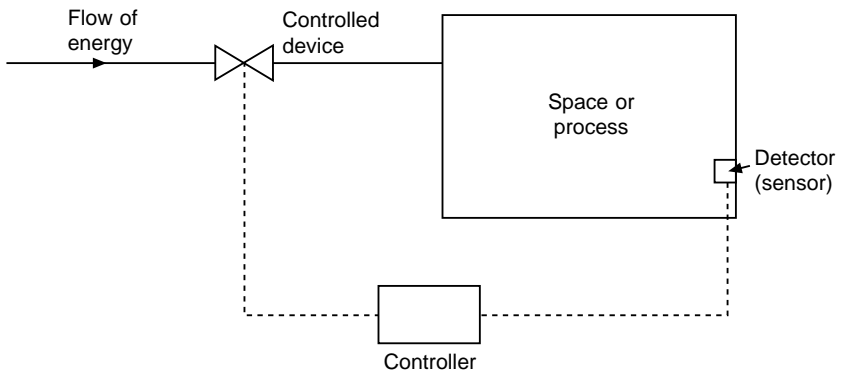 Flow of
energy
Controlled
device
Space or
process
Detector
(sensor)
Controller